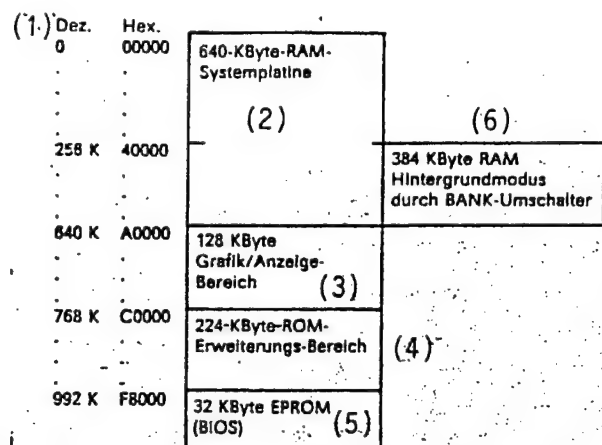 (1) Dez. Hex.
0 00000
640-KByte-RAM-
Systemplatine
(2)
(6)
256 K 40000
384 KByte RAM
Hintergrundmodus
durch BANK-Umschalter
640 K A0000
128 KByte
Grafik/Anzeige-
Bereich (3)
768 K C0000
224-KByte-ROM-
Erweiterungs-Bereich
(4)
992 K F8000
32 KByte EPROM
(BIOS) (5)